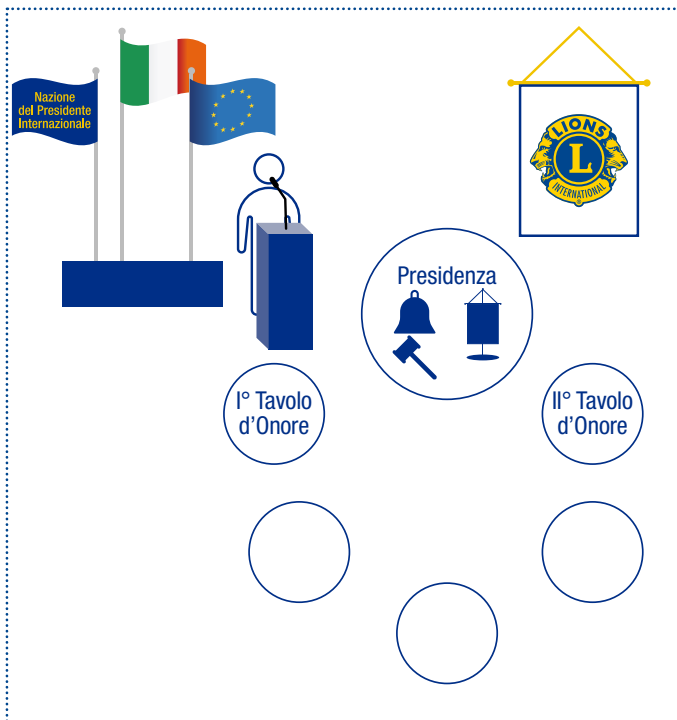 Nazione
del Presidente
Internazionale
LIONS
L
INTERNATIONAL
®
Presidenza
I° Tavolo
d’Onore
II° Tavolo
d’Onore